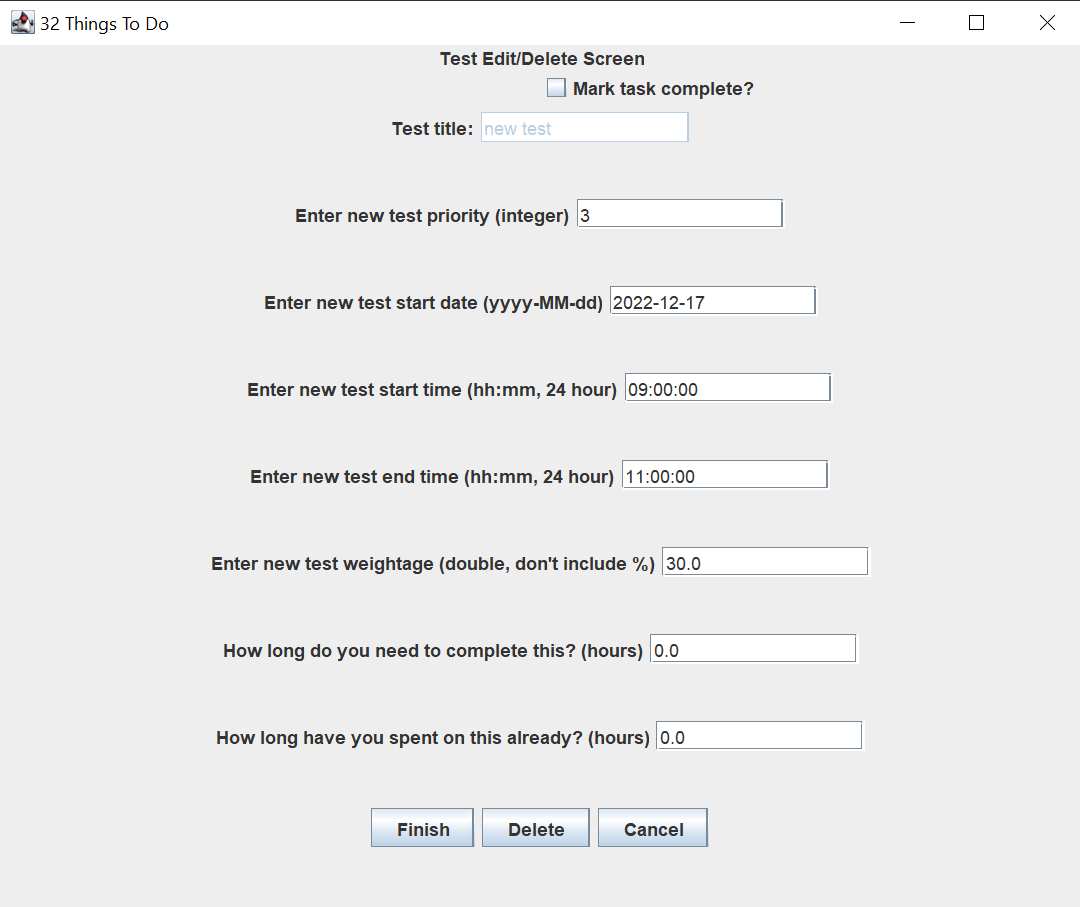 32 Things To Do
Test Edit/Delete Screen
Mark task complete?
Test title: new test
Enter new test priority (integer) 3
Enter new test start date (yyyy-MM-dd) 2022-12-17
Enter new test start time (hh:mm, 24 hour) 09:00:00
Enter new test end time (hh:mm, 24 hour) 11:00:00
Enter new test weightage (double, don't include %) 30.0
How long do you need to complete this? (hours) 0.0
How long have you spent on this already? (hours) 0.0
Finish Delete Cancel